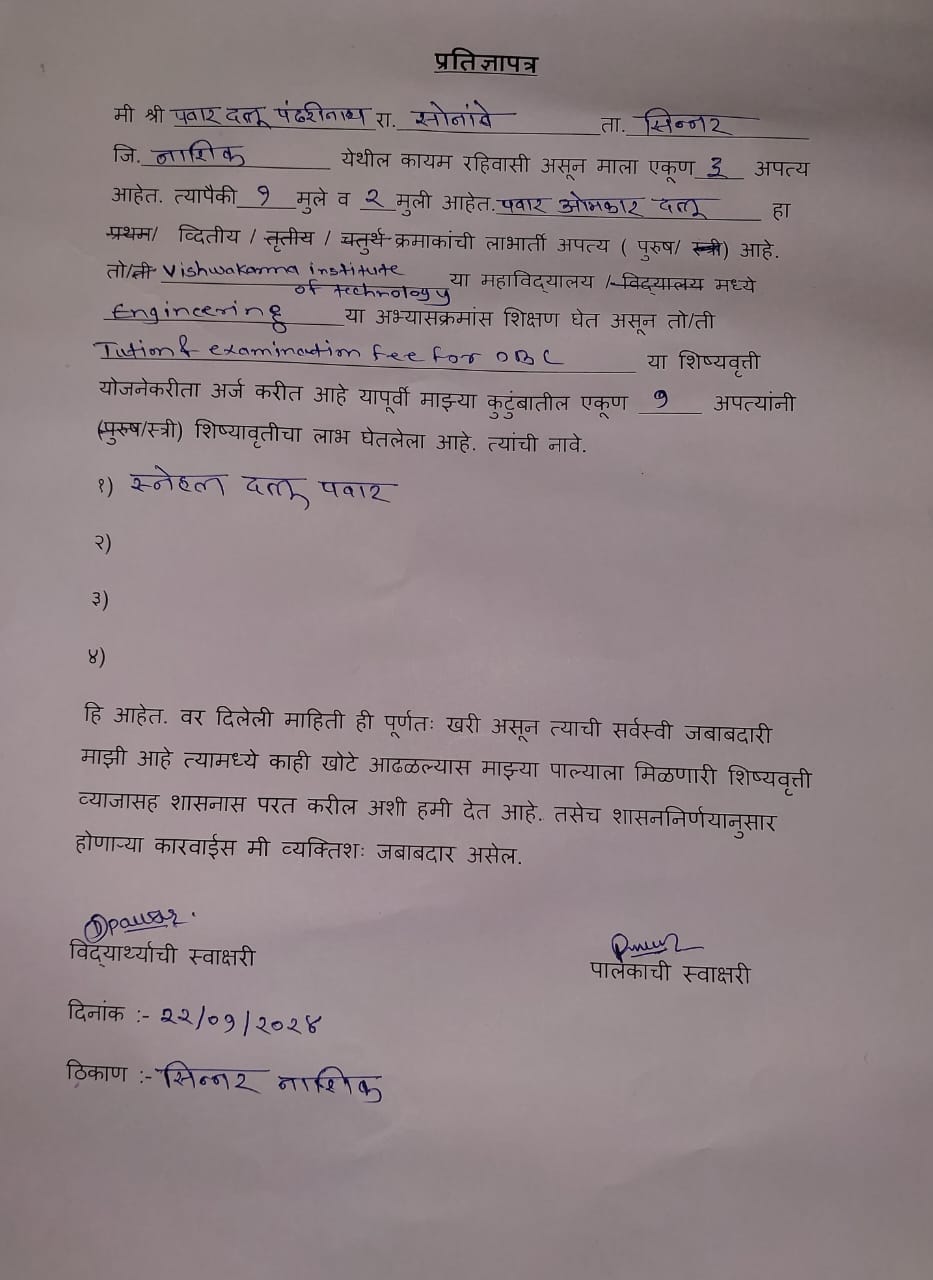 प्रतिज्ञापत्र
मी श्री पवार दत्तू पंढरीनाथ रा. सोनांबे ता. सिन्नर
जि. नाशिक येथील कायम रहिवासी असून माला एकूण ३ अपत्य
आहेत. त्यापैकी १ मुले व २ मुली आहेत. पवार ओमकार दत्तू हा
प्रथम/ व्दितीय / तृतीय / चतुर्थ क्रमाकांची लाभार्ती अपत्य ( पुरुष/ स्त्री) आहे.
तो/ती Vishwakarma institute of technology या महाविद्यालय / विद्यालय मध्ये
Engineering या अभ्यासक्रमांस शिक्षण घेत असून तो/ती
Tution & examination fee for OBC या शिष्यवृत्ती
योजनेकरीता अर्ज करीत आहे यापूर्वी माझ्या कुटुंबातील एकूण १ अपत्यांनी
(पुरुष/स्त्री) शिष्यावृतीचा लाभ घेतलेला आहे. त्यांची नावे.
१) स्नेहल दत्तू पवार
२)
३)
४)
हि आहेत. वर दिलेली माहिती ही पूर्णतः खरी असून त्याची सर्वस्वी जबाबदारी
माझी आहे त्यामध्ये काही खोटे आढळल्यास माझ्या पाल्याला मिळणारी शिष्यवृत्ती
व्याजासह शासनास परत करील अशी हमी देत आहे. तसेच शासननिर्णयानुसार
होणाऱ्या कारवाईस मी व्यक्तिशः जबाबदार असेल.
विद्यार्थ्याची स्वाक्षरी
पालकाची स्वाक्षरी
दिनांक :- २२/०१/२०२४
ठिकाण :- सिन्नर नाशिक